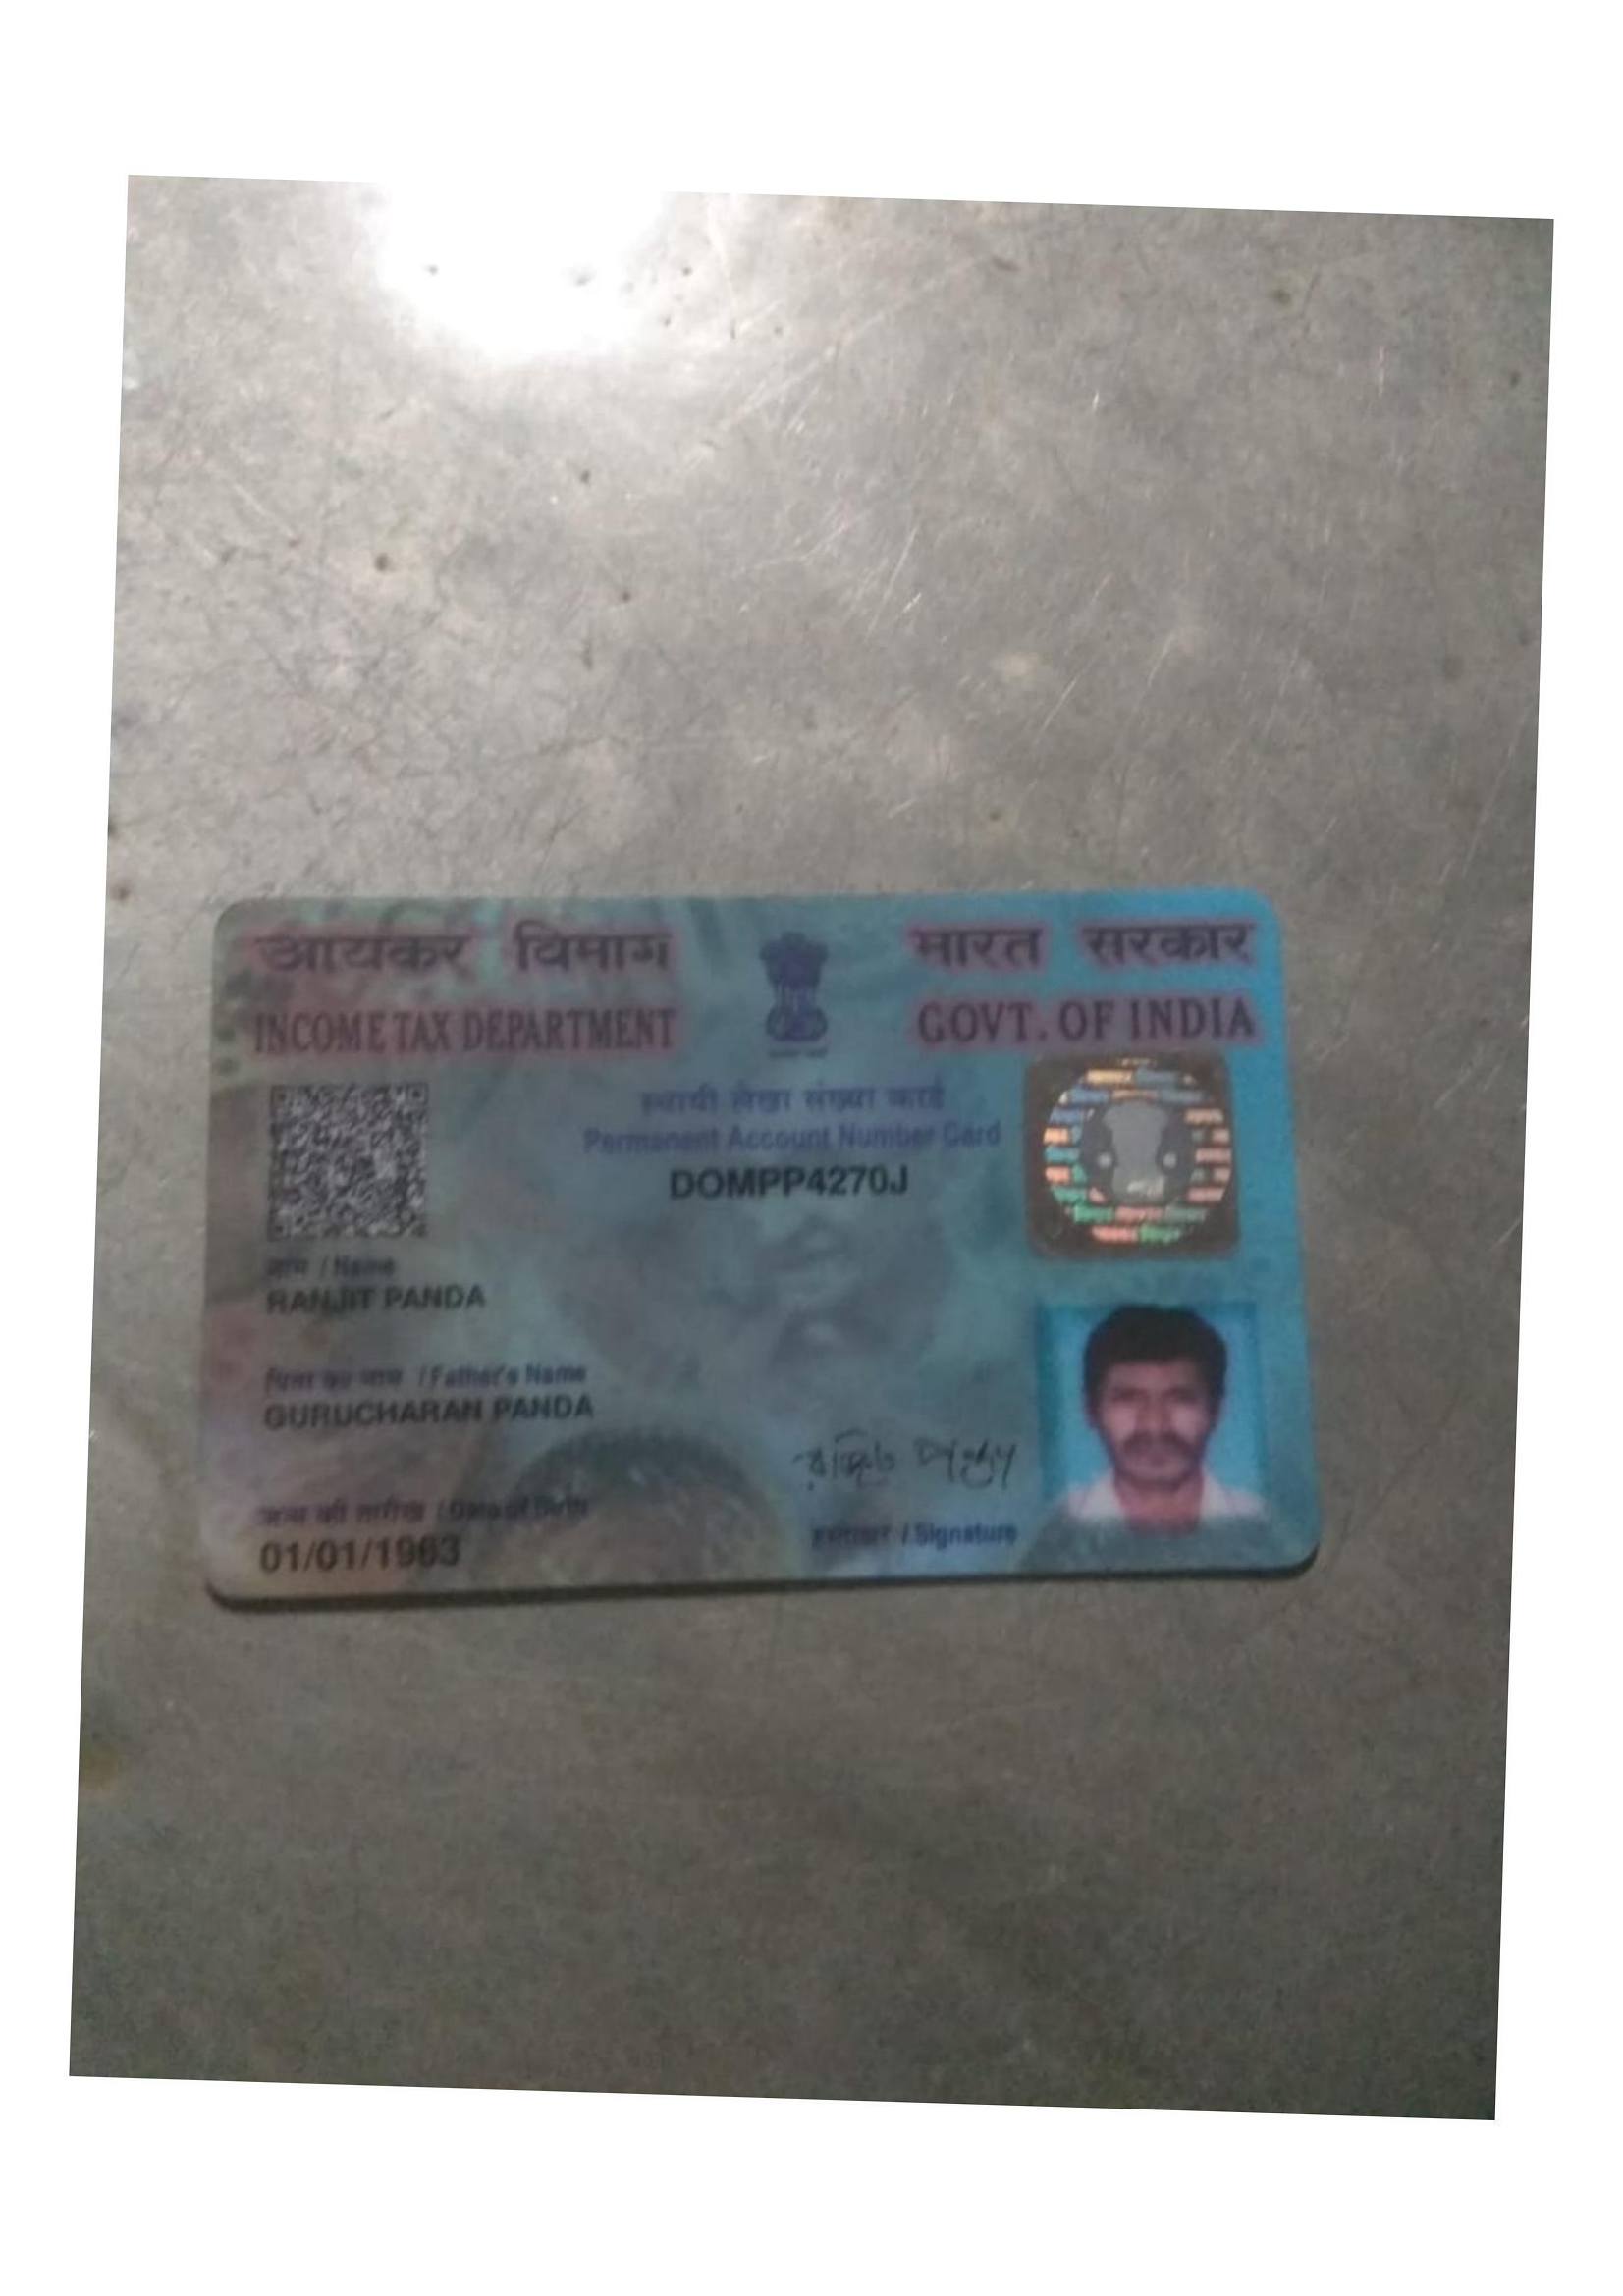 आयकर विभाग
INCOME TAX DEPARTMENT
भारत सरकार
GOVT. OF INDIA
स्थायी लेखा संख्या कार्ड
Permanent Account Number Card
DOMPP4270J
नाम / Name
RANJIT PANDA
पिता का नाम / Father's Name
GURUCHARAN PANDA
जन्म की तारीख / Date of Birth
01/01/1963
রঞ্জিত পান্ডা
हस्ताक्षर / Signature